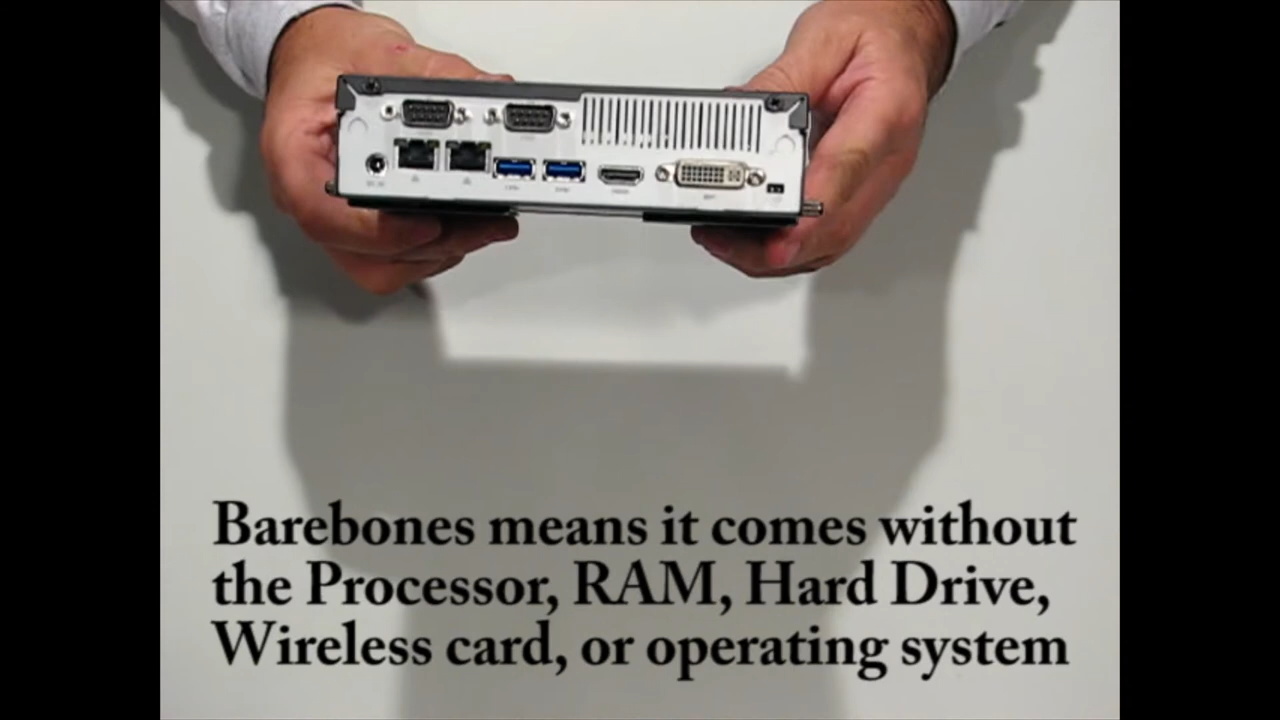 Barebones means it comes without
the Processor, RAM, Hard Drive,
Wireless card, or operating system